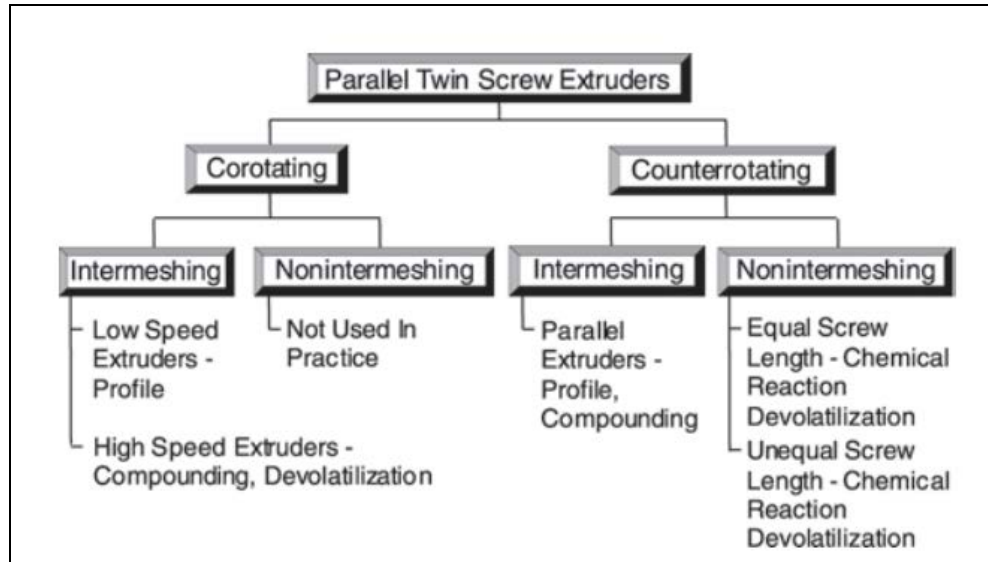 Parallel Twin Screw Extruders
Corotating
Counterrotating
Intermeshing
Nonintermeshing
Intermeshing
Nonintermeshing
Low Speed
Extruders -
Profile
High Speed Extruders -
Compounding, Devolatilization
Not Used In
Practice
Parallel
Extruders -
Profile,
Compounding
Equal Screw
Length - Chemical
Reaction
Devolatilization
Unequal Screw
Length - Chemical
Reaction
Devolatilization